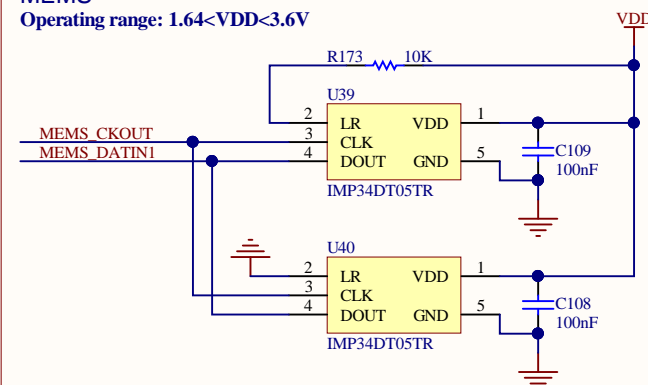 MEMS
Operating range: 1.64<VDD<3.6V
VDD
R173 10K
U39
2 LR VDD 1
MEMS_CKOUT 3 CLK
MEMS_DATIN1 4 DOUT GND 5
C109
100nF
IMP34DT05TR
U40
2 LR VDD 1
3 CLK
4 DOUT GND 5
C108
100nF
IMP34DT05TR